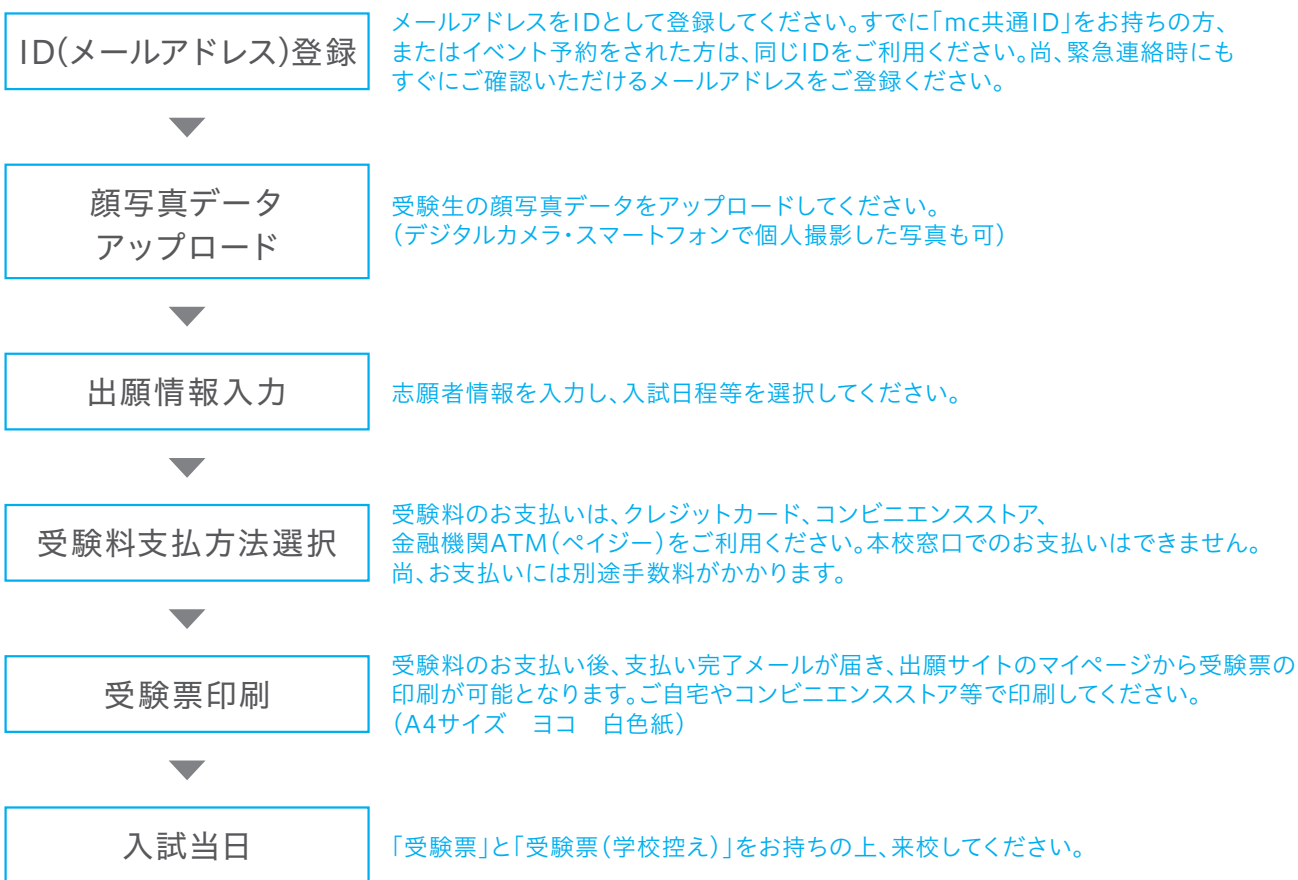 ID(メールアドレス)登録
メールアドレスをIDとして登録してください。すでに「mc共通ID」をお持ちの方、
またはイベント予約をされた方は、同じIDをご利用ください。尚、緊急連絡時にも
すぐにご確認いただけるメールアドレスをご登録ください。
顔写真データ
アップロード
受験生の顔写真データをアップロードしてください。
(デジタルカメラ・スマートフォンで個人撮影した写真も可)
出願情報入力
志願者情報を入力し、入試日程等を選択してください。
受験料支払方法選択
受験料のお支払いは、クレジットカード、コンビニエンスストア、
金融機関ATM(ペイジー)をご利用ください。本校窓口でのお支払いはできません。
尚、お支払いには別途手数料がかかります。
受験票印刷
受験料のお支払い後、支払い完了メールが届き、出願サイトのマイページから受験票の
印刷が可能となります。ご自宅やコンビニエンスストア等で印刷してください。
(A4サイズ　ヨコ　白色紙)
入試当日
「受験票」と「受験票(学校控え)」をお持ちの上、来校してください。